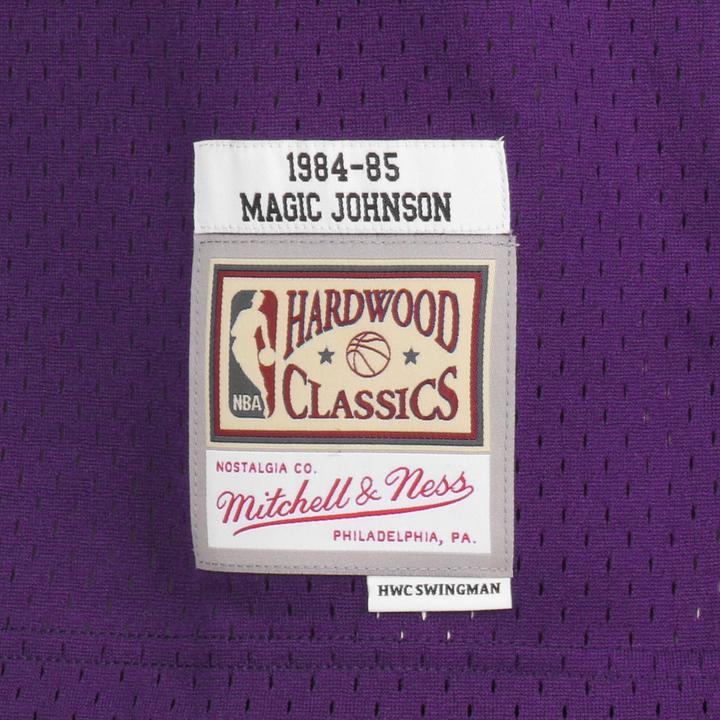 1984-85
MAGIC JOHNSON
HARDWOOD
CLASSICS
NBA
NOSTALGIA CO.
Mitchell & Ness
PHILADELPHIA, PA.
HWC SWINGMAN